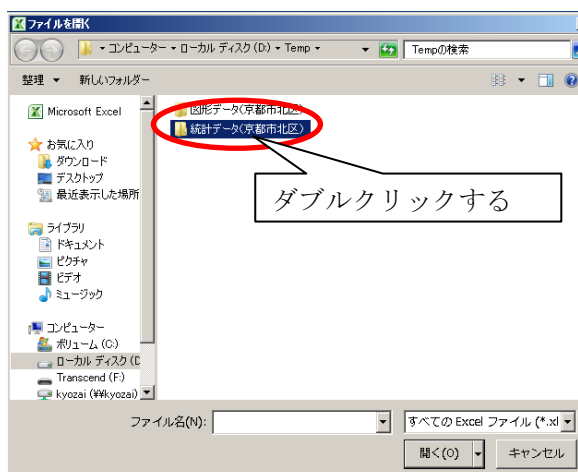 ファイルを開く
コンピューター ▾ ローカル ディスク (D:) ▾ Temp ▾
Tempの検索
整理 ▼ 新しいフォルダー
Microsoft Excel
お気に入り
ダウンロード
デスクトップ
最近表示した場所
ライブラリ
ドキュメント
ピクチャ
ビデオ
ミュージック
コンピューター
ボリューム (C:)
ローカル ディスク (D
Transcend (F:)
kyozai (¥¥kyozai)
図形データ(京都市北区)
統計データ(京都市北区)
ダブルクリックする
ファイル名(N):
すべての Excel ファイル (*.xl
開く(O)
キャンセル